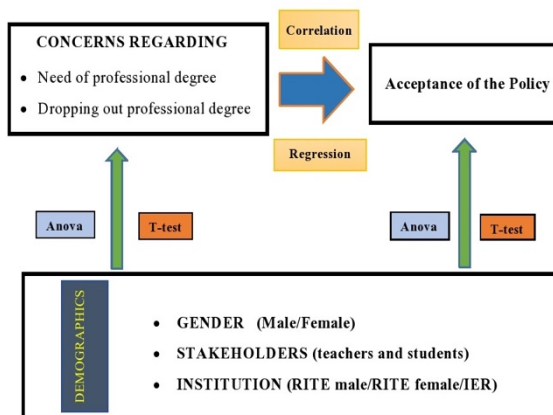 CONCERNS REGARDING
• Need of professional degree
• Dropping out professional degree
Correlation
Regression
Acceptance of the Policy
Anova
T-test
Anova
T-test
DEMOGRAPHICS
• GENDER (Male/Female)
• STAKEHOLDERS (teachers and students)
• INSTITUTION (RITE male/RITE female/IER)